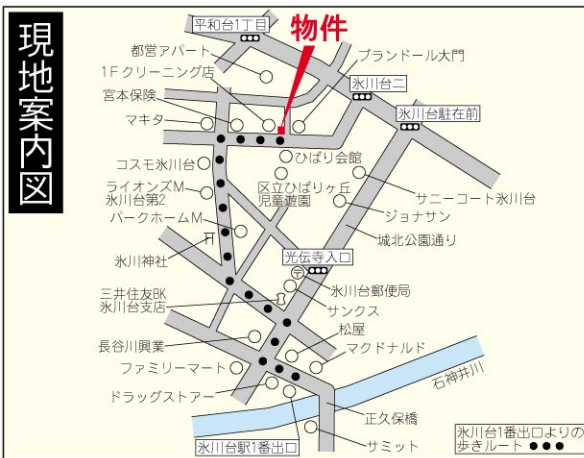 現地案内図
平和台1丁目
物件
都営アパート
ブランドール大門
1Fクリーニング店
氷川台二
宮本保険
氷川台駐在前
マキタ
ひばり会館
コスモ氷川台
サニーコート氷川台
ライオンズM
氷川台第2
区立ひばりヶ丘
児童遊園
ジョナサン
パークホームM
城北公園通り
氷川神社
光伝寺入口
氷川台郵便局
三井住友BK
氷川台支店
サンクス
松屋
長谷川興業
マクドナルド
ファミリーマート
石神井川
ドラッグストアー
正久保橋
氷川台駅1番出口
サミット
氷川台1番出口よりの
歩きルート ●●●